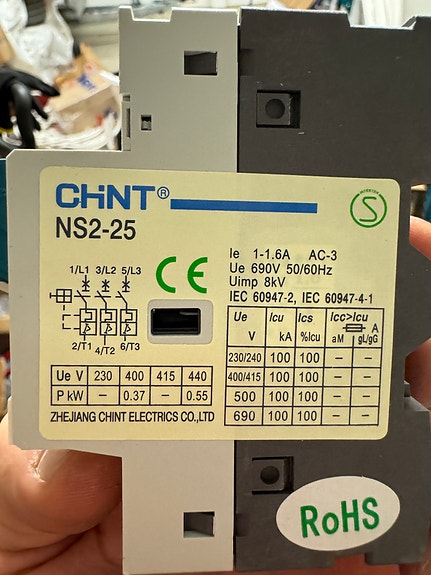 CHiNT®
NS2-25
S
Ie 1-1.6A AC-3
Ue 690V 50/60Hz
Uimp 8kV
IEC 60947-2, IEC 60947-4-1
CE
1/L1 3/L2 5/L3
2/T1 4/T2 6/T3
Ue V 230 400 415 440
P kW – 0.37 – 0.55
ZHEJIANG CHINT ELECTRICS CO.,LTD
Ue V Icu kA Ics %Icu Icc>Icu A aM gL/gG
230/240 100 100 – –
400/415 100 100 – –
500 100 100 – –
690 100 100 – –
RoHS